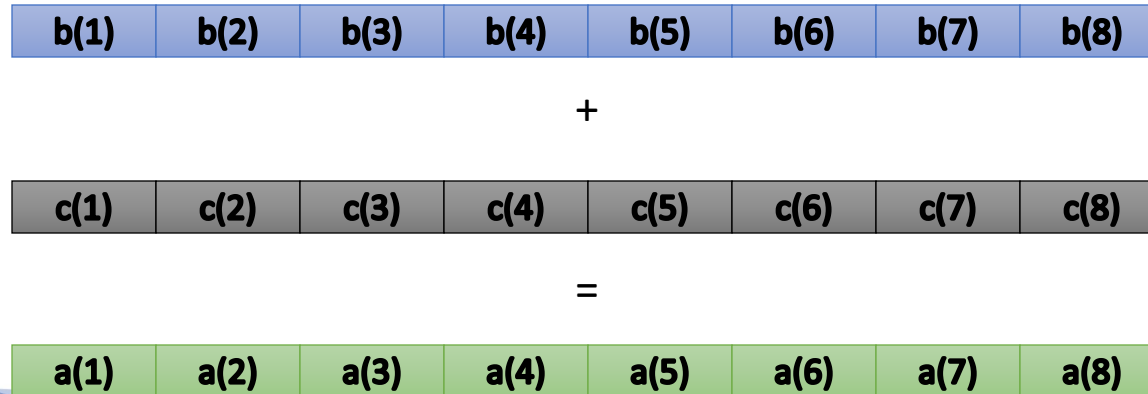 b(1) b(2) b(3) b(4) b(5) b(6) b(7) b(8)
+
c(1) c(2) c(3) c(4) c(5) c(6) c(7) c(8)
=
a(1) a(2) a(3) a(4) a(5) a(6) a(7) a(8)